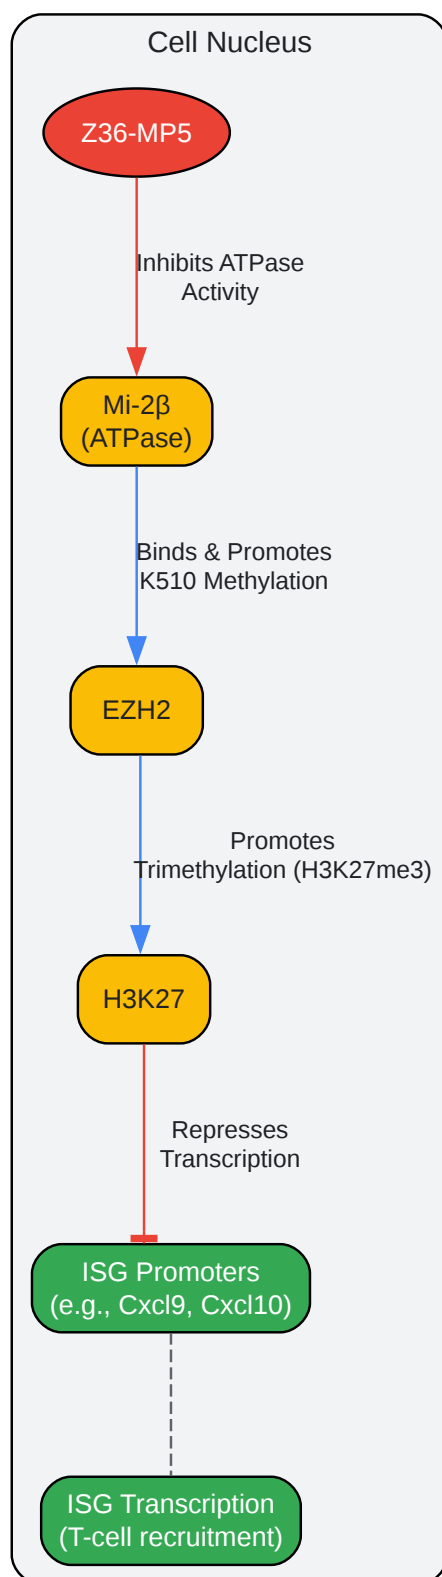 Cell Nucleus
Z36-MP5
Inhibits ATPase
Activity
Mi-2β
(ATPase)
Binds & Promotes
K510 Methylation
EZH2
Promotes
Trimethylation (H3K27me3)
H3K27
Represses
Transcription
ISG Promoters
(e.g., Cxcl9, Cxcl10)
ISG Transcription
(T-cell recruitment)